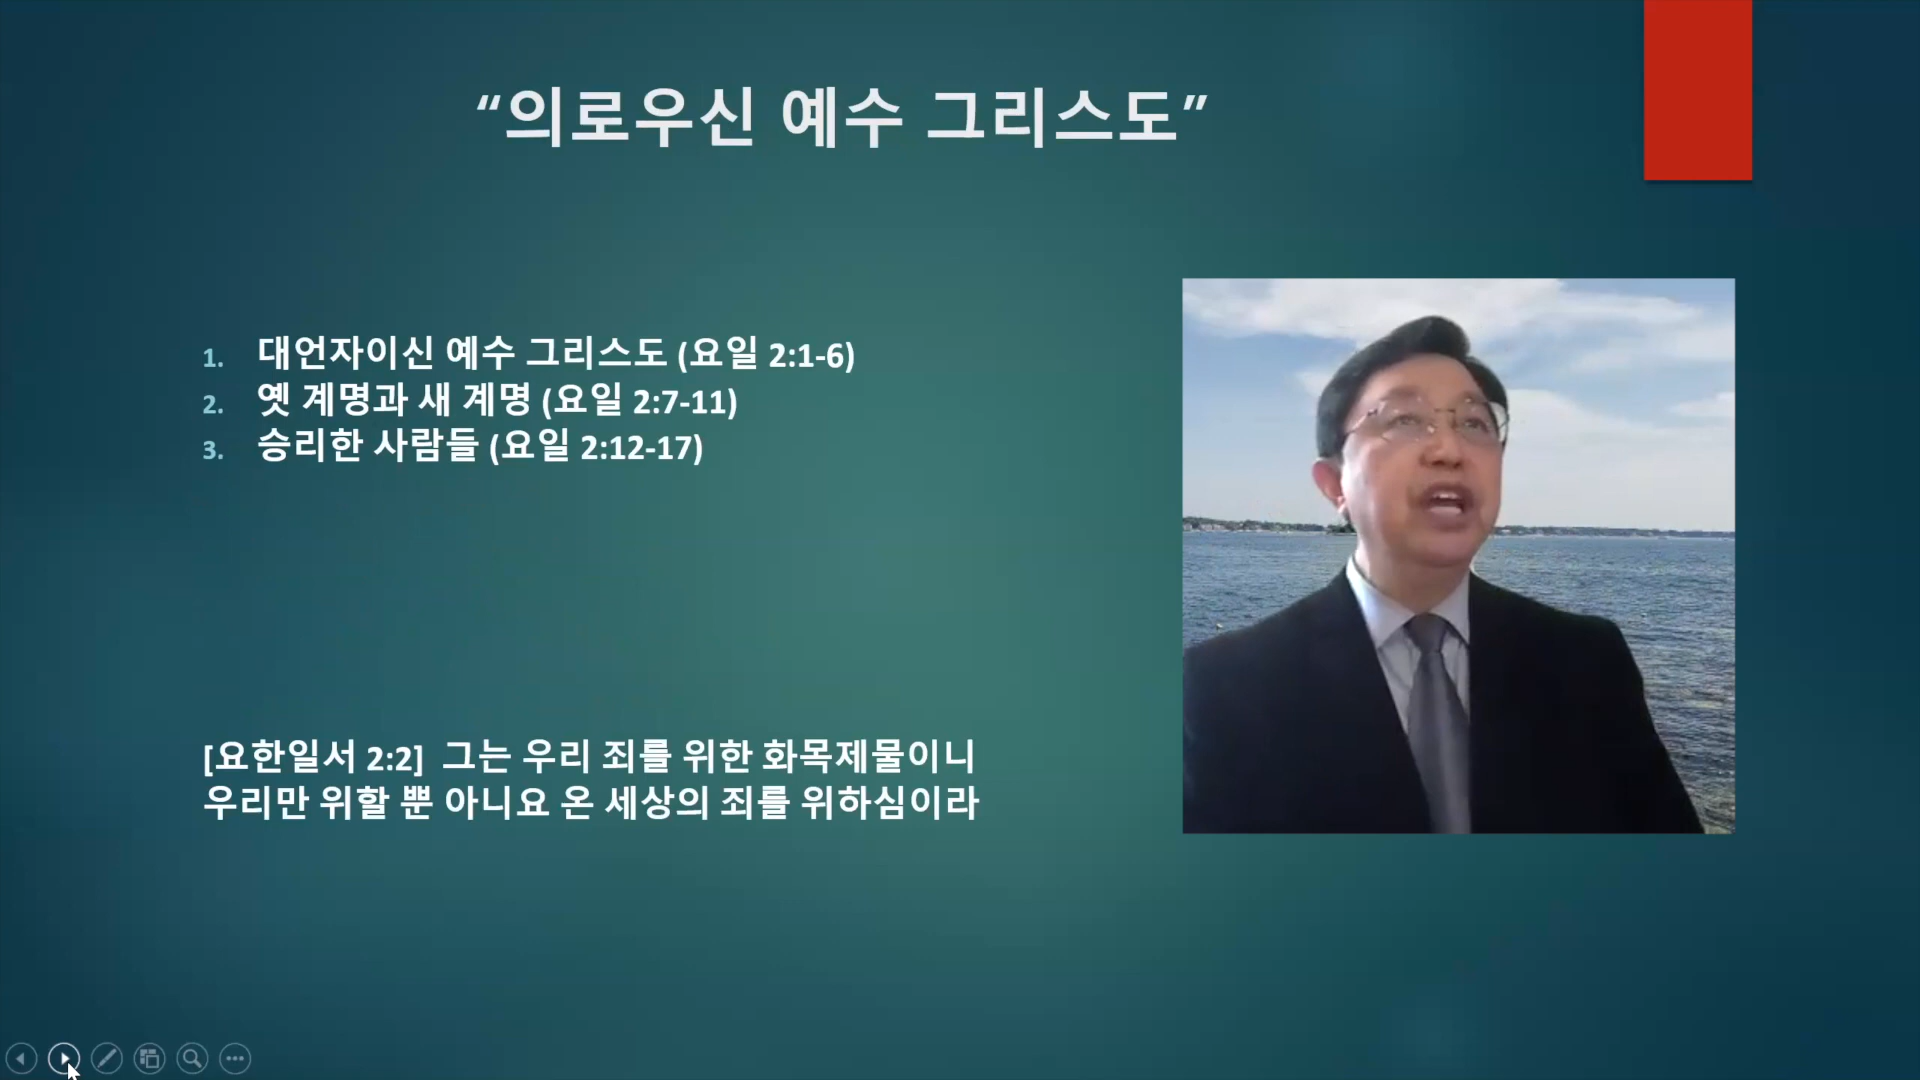 “의로우신 예수 그리스도”
1. 대언자이신 예수 그리스도 (요일 2:1-6)
2. 옛 계명과 새 계명 (요일 2:7-11)
3. 승리한 사람들 (요일 2:12-17)
[요한일서 2:2] 그는 우리 죄를 위한 화목제물이니
우리만 위할 뿐 아니요 온 세상의 죄를 위하심이라